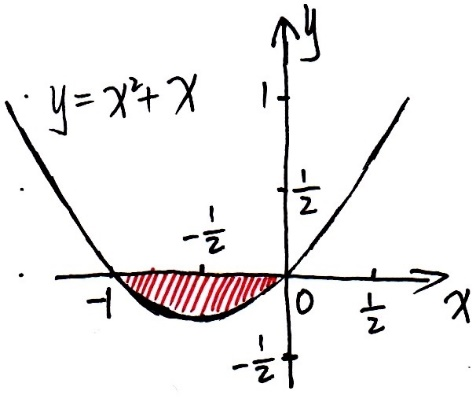 y
y = x² + x
1
1/2
-1/2
-1
0
1/2
x
-1/2